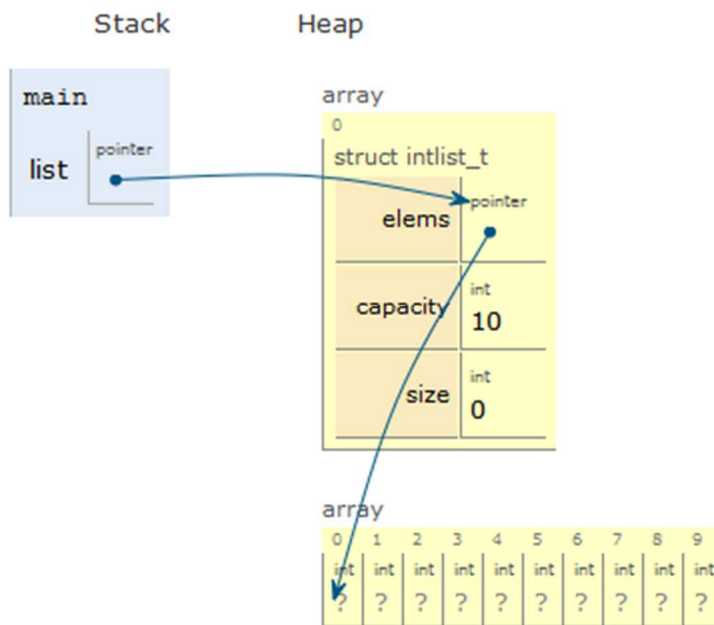 Stack Heap
main
list pointer
array
0
struct intlist_t
elems pointer
capacity int
10
size int
0
array
0 1 2 3 4 5 6 7 8 9
int int int int int int int int int int
? ? ? ? ? ? ? ? ? ?